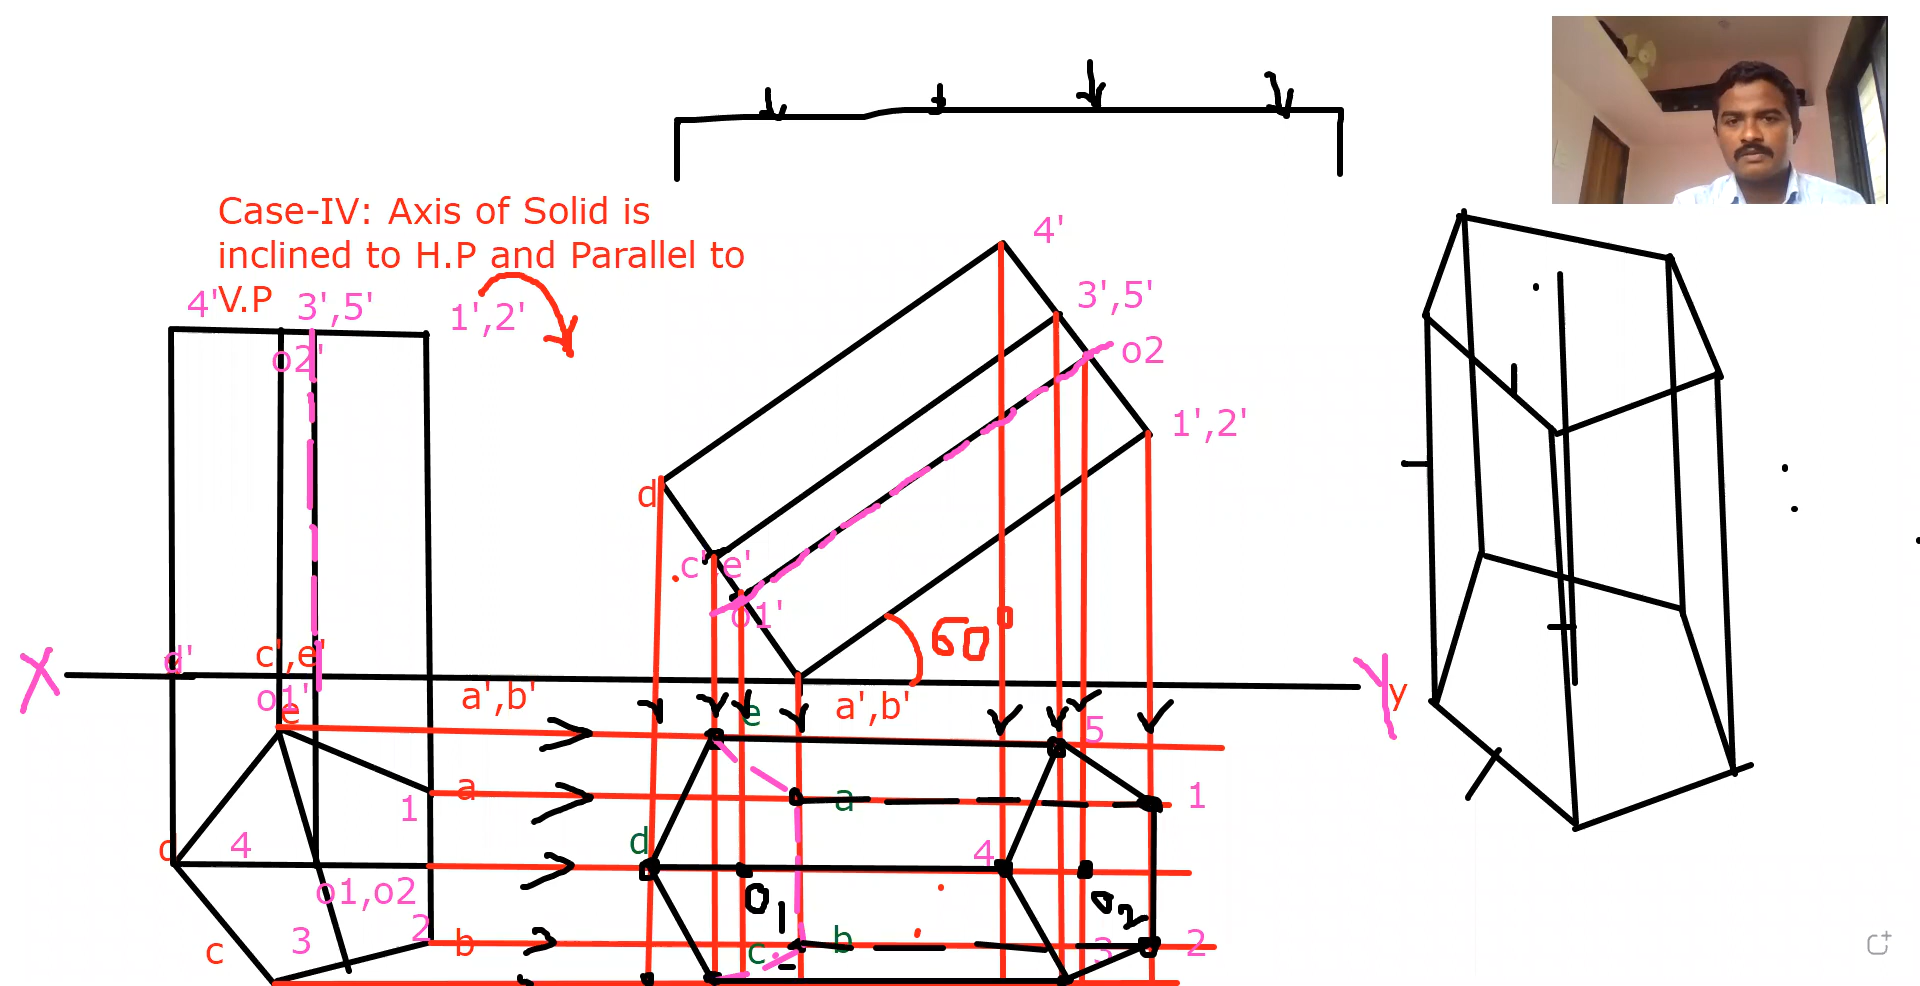 Case-IV: Axis of Solid is
inclined to H.P and Parallel to
V.P
4'
3',5'
1',2'
o2'
4'
3',5'
o2
1',2'
d
c' e'
o1'
60°
X
d'
c',e'
o1'
a',b'
a',b'
y
e
e
5
a
1
a
1
d
4
d
4
o1,o2
O1
o2
c
3
2
b
c
b
3
2